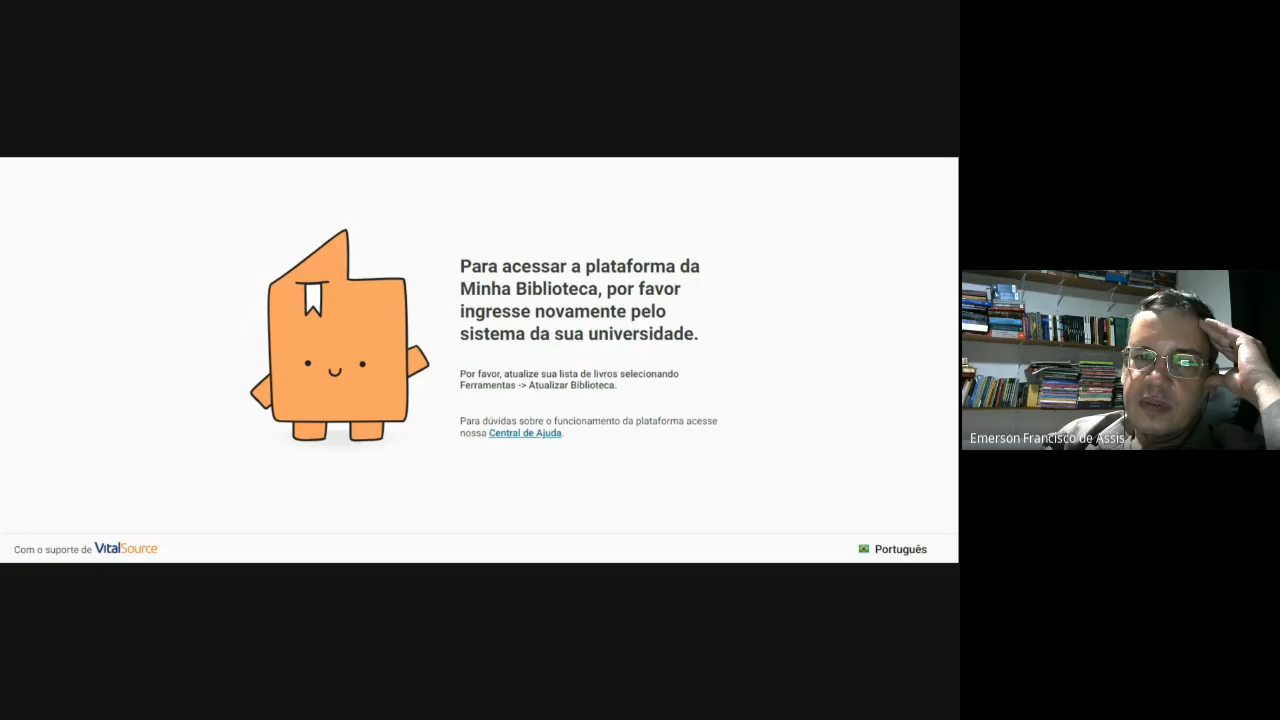 Para acessar a plataforma da
Minha Biblioteca, por favor
ingresse novamente pelo
sistema da sua universidade.
Por favor, atualize sua lista de livros selecionando
Ferramentas -> Atualizar Biblioteca.
Para dúvidas sobre o funcionamento da plataforma acesse
nossa Central de Ajuda.
Com o suporte de VitalSource
Português
Emerson Francisco de Assis